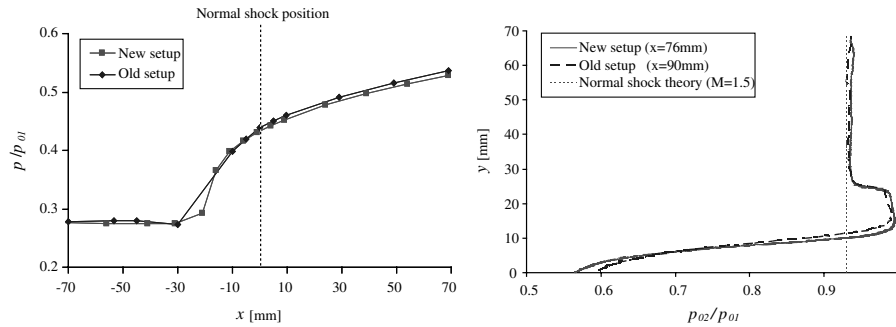 Normal shock position
New setup
Old setup
p/p01
0.6
0.5
0.4
0.3
0.2
-70
-50
-30
-10
10
30
50
70
x [mm]
New setup (x=76mm)
Old setup (x=90mm)
Normal shock theory (M=1.5)
y [mm]
70
60
50
40
30
20
10
0
0.5
0.6
0.7
0.8
0.9
p02/p01